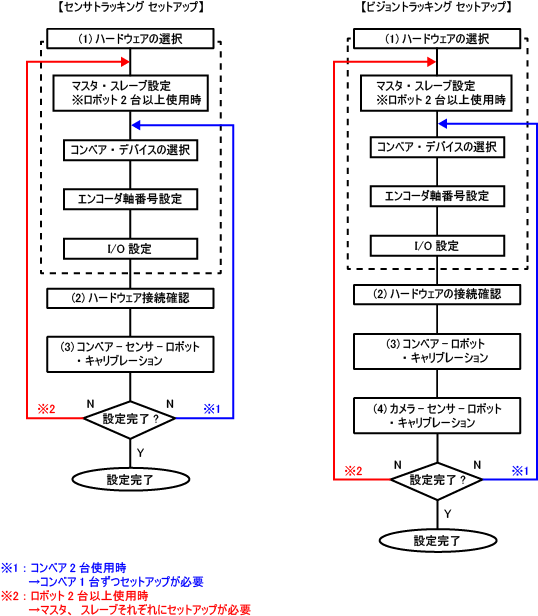 【センサトラッキング セットアップ】
(1) ハードウェアの選択
マスタ・スレーブ設定
※ロボット2台以上使用時
コンベア・デバイスの選択
エンコーダ軸番号設定
I/O 設定
(2) ハードウェア接続確認
(3) コンベア－センサ－ロボット
・キャリブレーション
※2
N
N
※1
設定完了？
Y
設定完了
【ビジョントラッキング セットアップ】
(1) ハードウェアの選択
マスタ・スレーブ設定
※ロボット2台以上使用時
コンベア・デバイスの選択
エンコーダ軸番号設定
I/O 設定
(2) ハードウェアの接続確認
(3) コンベア－ロボット
・キャリブレーション
(4) カメラ－センサ－ロボット
・キャリブレーション
※2
N
N
※1
設定完了？
Y
設定完了
※1：コンベア2台使用時
→コンベア1台ずつセットアップが必要
※2：ロボット2台以上使用時
→マスタ、スレーブそれぞれにセットアップが必要